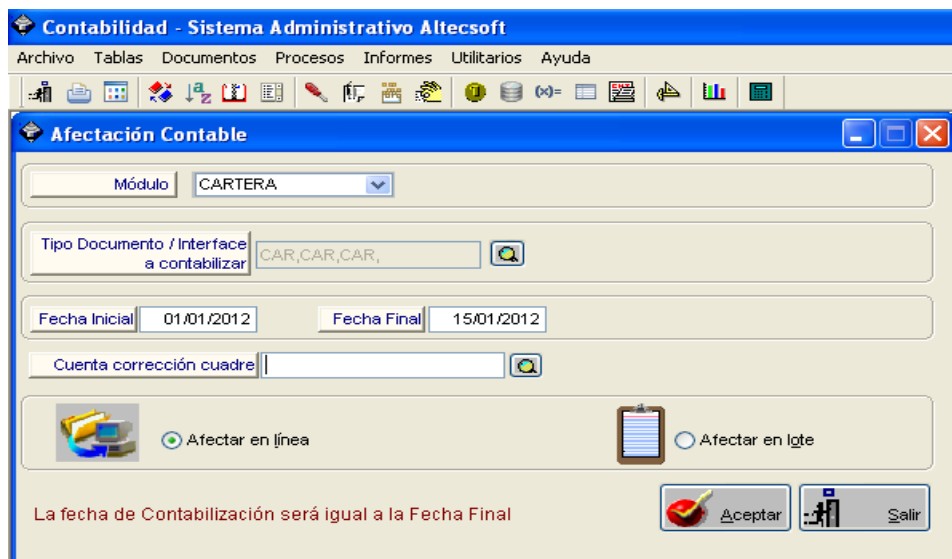 Contabilidad - Sistema Administrativo Altecsoft
Archivo Tablas Documentos Procesos Informes Utilitarios Ayuda
Afectación Contable
Módulo CARTERA
Tipo Documento / Interface
a contabilizar CAR,CAR,CAR,
Fecha Inicial 01/01/2012 Fecha Final 15/01/2012
Cuenta corrección cuadre
Afectar en línea Afectar en lote
La fecha de Contabilización será igual a la Fecha Final Aceptar Salir